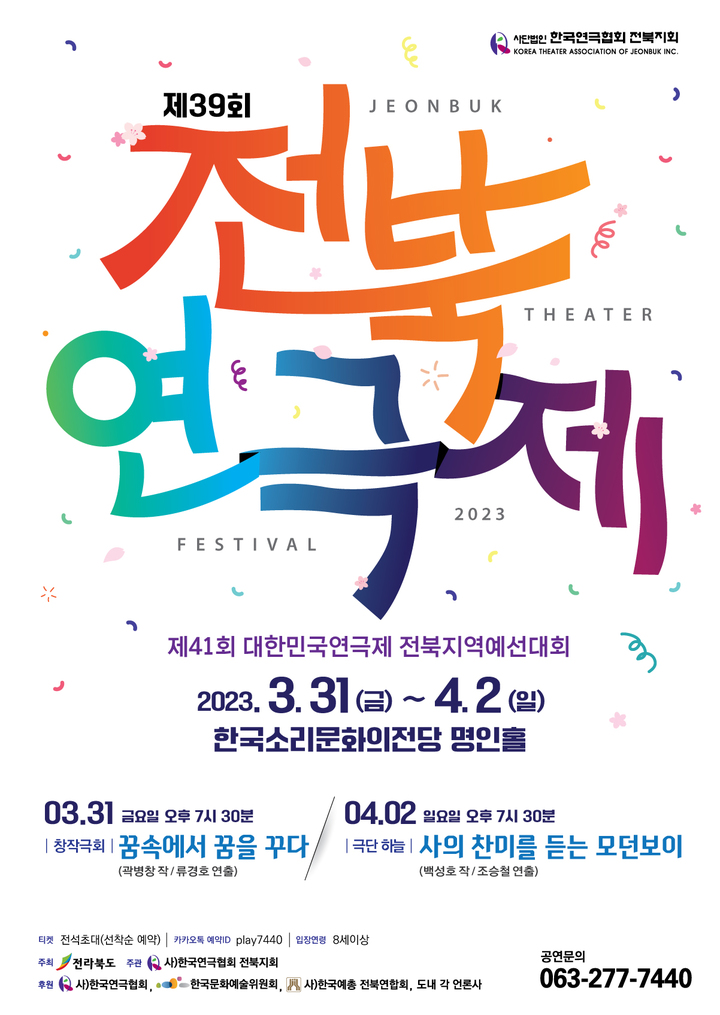 사단법인 한국연극협회 전북지회
KOREA THEATER ASSOCIATION OF JEONBUK INC.
제39회
JEONBUK
전북
THEATER
연극제
2023
FESTIVAL
제41회 대한민국연극제 전북지역예선대회
2023. 3. 31(금) ~ 4. 2(일)
한국소리문화의전당 명인홀
03.31 금요일 오후 7시 30분
| 창작극회 | 꿈속에서 꿈을 꾸다
(곽병창 작 / 류경호 연출)
04.02 일요일 오후 7시 30분
| 극단 하늘 | 사의 찬미를 듣는 모던보이
(백성호 작 / 조승철 연출)
티켓 전석초대(선착순 예약) | 카카오톡 예약ID play7440 | 입장연령 8세이상
주최 전라북도 주관 사)한국연극협회 전북지회
후원 사)한국연극협회, 한국문화예술위원회, 사)한국예총 전북연합회, 도내 각 언론사
공연문의
063-277-7440